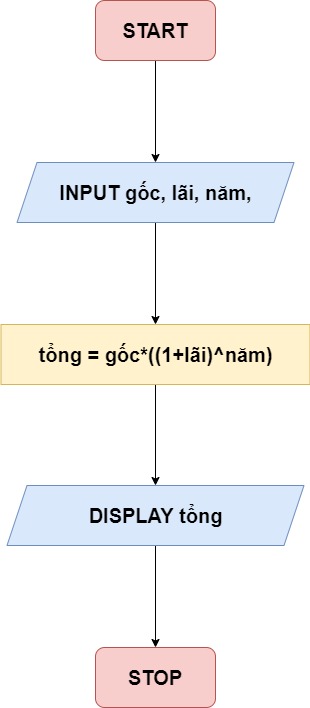 START
INPUT gốc, lãi, năm,
tổng = gốc*((1+lãi)^năm)
DISPLAY tổng
STOP